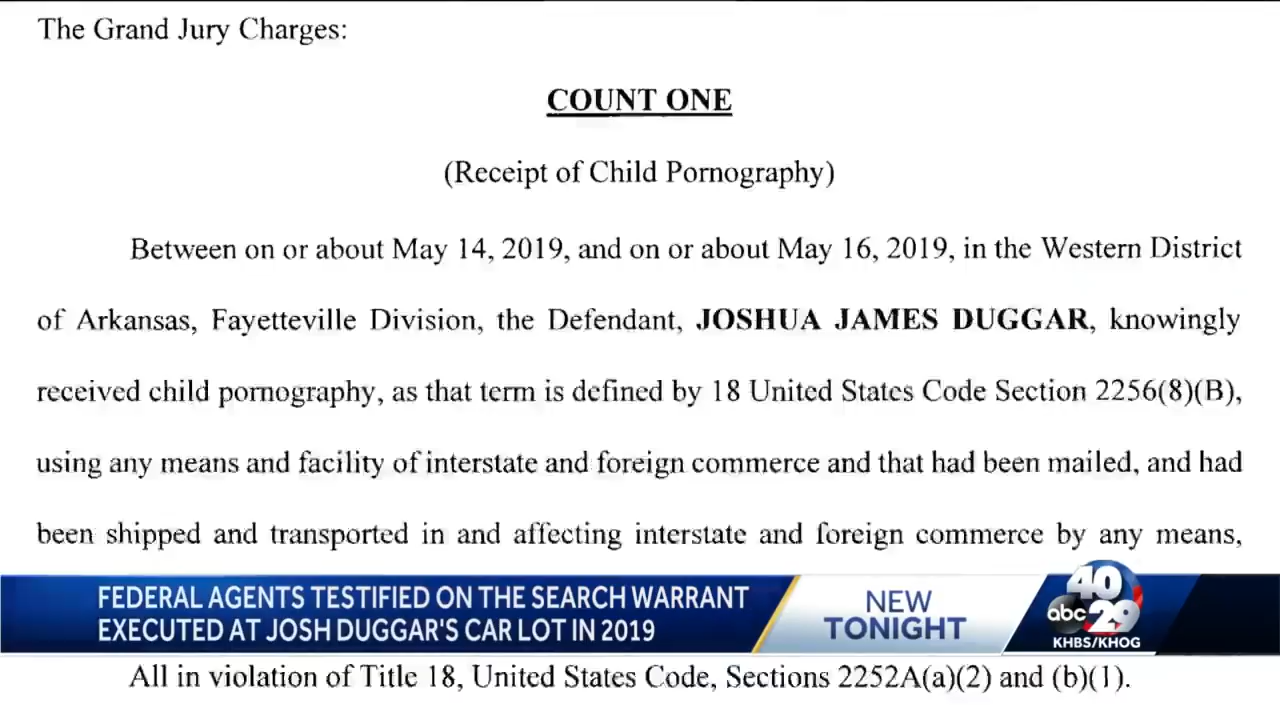 The Grand Jury Charges:
COUNT ONE
(Receipt of Child Pornography)
Between on or about May 14, 2019, and on or about May 16, 2019, in the Western District
of Arkansas, Fayetteville Division, the Defendant, JOSHUA JAMES DUGGAR, knowingly
received child pornography, as that term is defined by 18 United States Code Section 2256(8)(B),
using any means and facility of interstate and foreign commerce and that had been mailed, and had
been shipped and transported in and affecting interstate and foreign commerce by any means,
FEDERAL AGENTS TESTIFIED ON THE SEARCH WARRANT
EXECUTED AT JOSH DUGGAR'S CAR LOT IN 2019
NEW
TONIGHT
40
abc 29
KHBS/KHOG
All in violation of Title 18, United States Code, Sections 2252A(a)(2) and (b)(1).